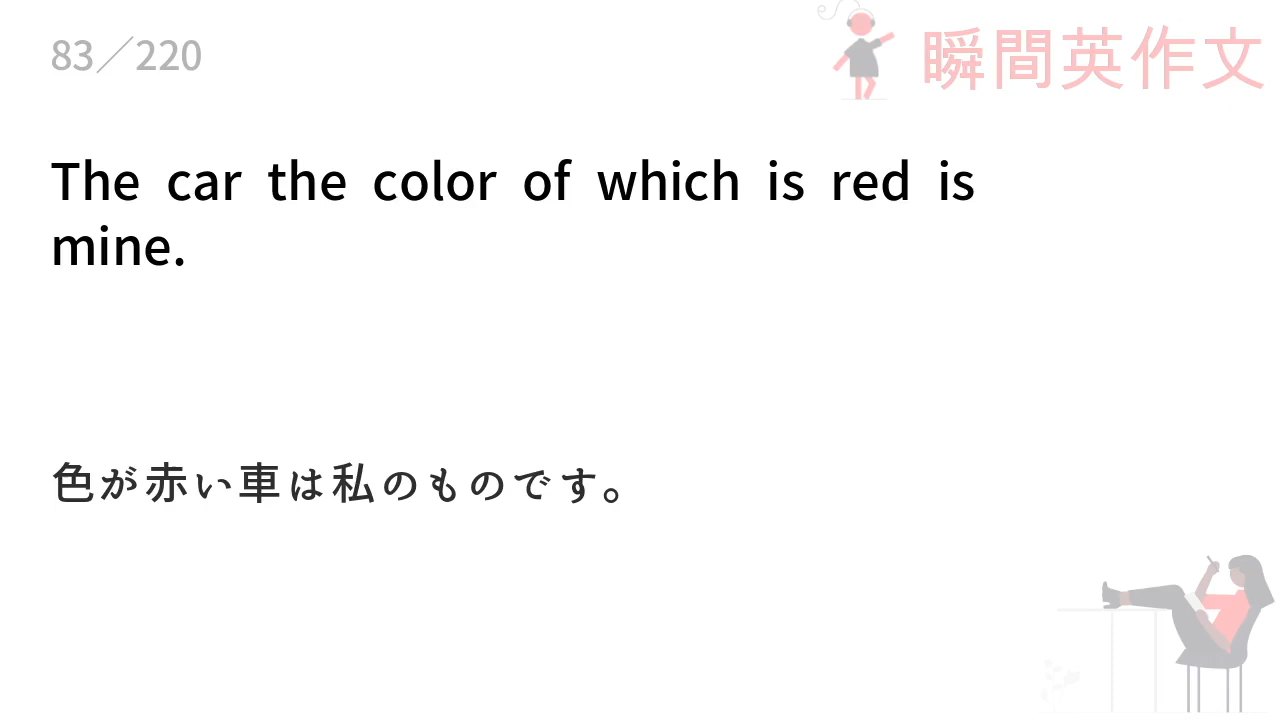 83／220
瞬間英作文
The car the color of which is red is
mine.
色が赤い車は私のものです。